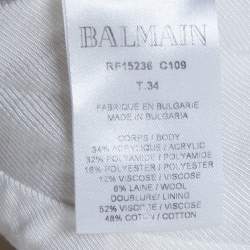 BALMAIN
RF15236 C109
T.34
FABRIQUE EN BULGARIE
MADE IN BULGARIA
CORPS / BODY
34% ACRYLIC / ACRYLIC
32% POLYAMIDE / POLYAMIDE
16% POLYESTER / POLYESTER
12% VISCOSE / VISCOSE
6% LAINE / WOOL
DOUBLURE / LINING
52% VISCOSE / VISCOSE
48% COTON / COTTON